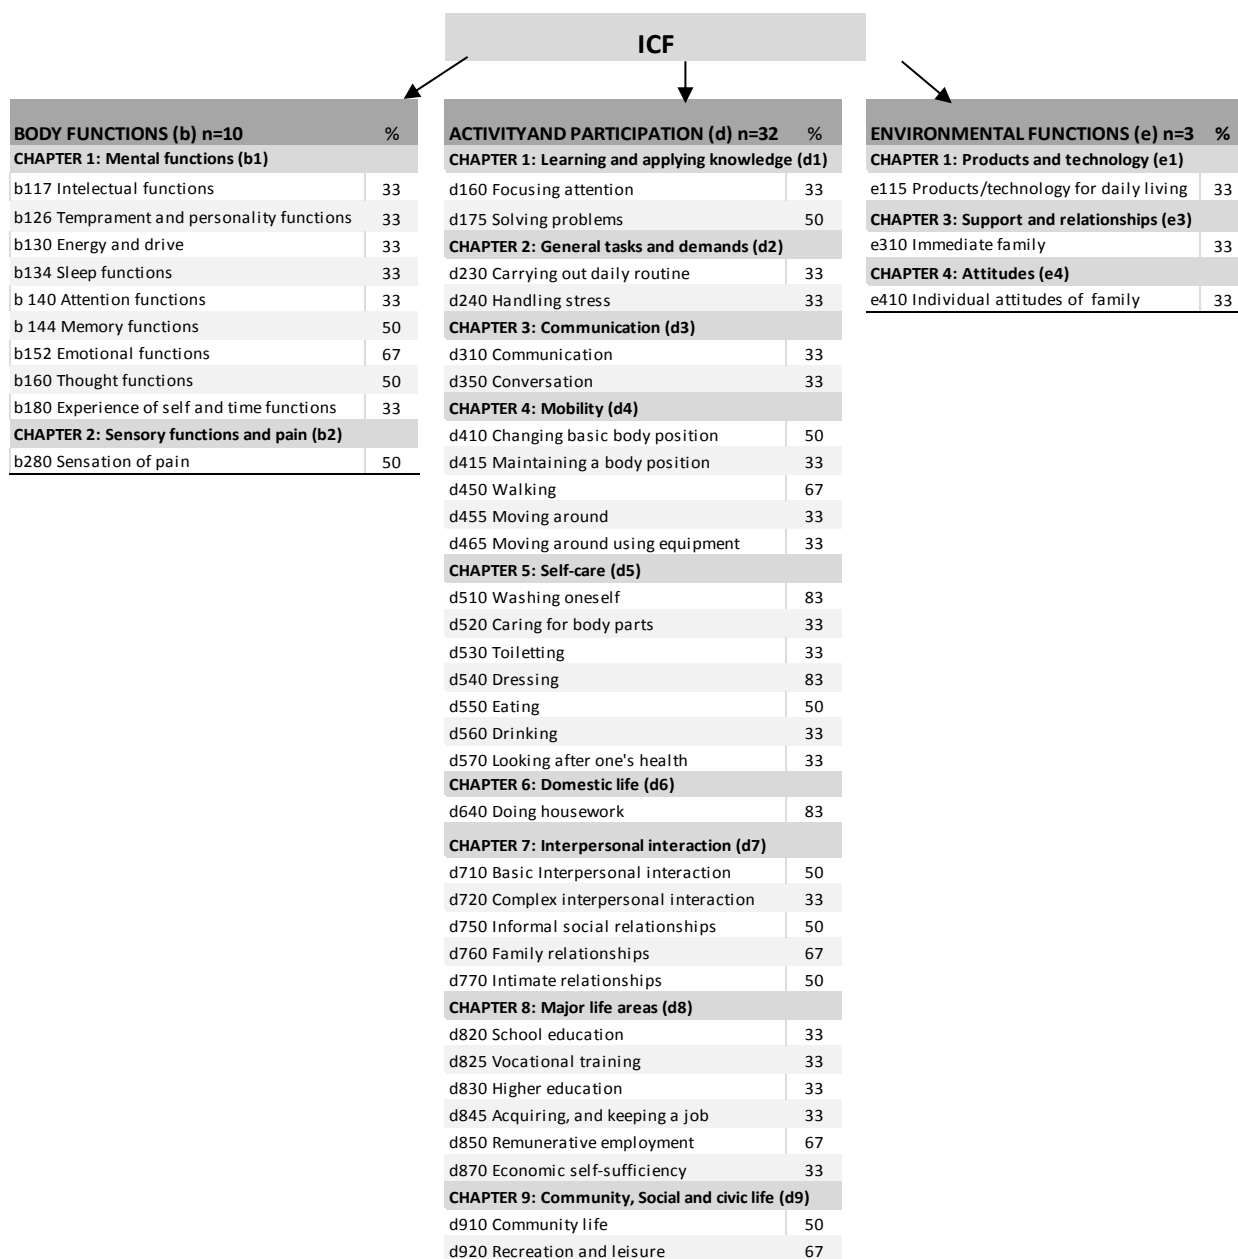 ICF
BODY FUNCTIONS (b) n=10 %
CHAPTER 1: Mental functions (b1)
b117 Intelectual functions 33
b126 Temprament and personality functions 33
b130 Energy and drive 33
b134 Sleep functions 33
b 140 Attention functions 33
b 144 Memory functions 50
b152 Emotional functions 67
b160 Thought functions 50
b180 Experience of self and time functions 33
CHAPTER 2: Sensory functions and pain (b2)
b280 Sensation of pain 50
ACTIVITYAND PARTICIPATION (d) n=32 %
CHAPTER 1: Learning and applying knowledge (d1)
d160 Focusing attention 33
d175 Solving problems 50
CHAPTER 2: General tasks and demands (d2)
d230 Carrying out daily routine 33
d240 Handling stress 33
CHAPTER 3: Communication (d3)
d310 Communication 33
d350 Conversation 33
CHAPTER 4: Mobility (d4)
d410 Changing basic body position 50
d415 Maintaining a body position 33
d450 Walking 67
d455 Moving around 33
d465 Moving around using equipment 33
CHAPTER 5: Self-care (d5)
d510 Washing oneself 83
d520 Caring for body parts 33
d530 Toiletting 33
d540 Dressing 83
d550 Eating 50
d560 Drinking 33
d570 Looking after one's health 33
CHAPTER 6: Domestic life (d6)
d640 Doing housework 83
CHAPTER 7: Interpersonal interaction (d7)
d710 Basic Interpersonal interaction 50
d720 Complex interpersonal interaction 33
d750 Informal social relationships 50
d760 Family relationships 67
d770 Intimate relationships 50
CHAPTER 8: Major life areas (d8)
d820 School education 33
d825 Vocational training 33
d830 Higher education 33
d845 Acquiring, and keeping a job 33
d850 Remunerative employment 67
d870 Economic self-sufficiency 33
CHAPTER 9: Community, Social and civic life (d9)
d910 Community life 50
d920 Recreation and leisure 67
ENVIRONMENTAL FUNCTIONS (e) n=3 %
CHAPTER 1: Products and technology (e1)
e115 Products/technology for daily living 33
CHAPTER 3: Support and relationships (e3)
e310 Immediate family 33
CHAPTER 4: Attitudes (e4)
e410 Individual attitudes of family 33